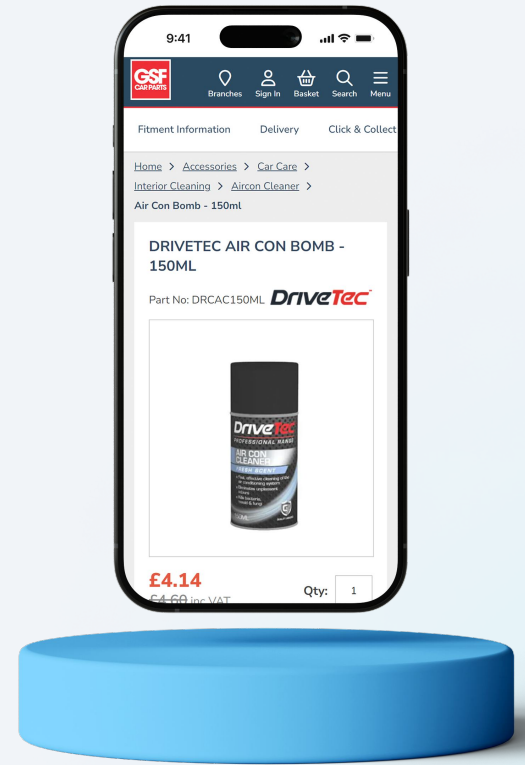 9:41
GSF
CAR PARTS
Branches
Sign In
Basket
Search
Menu
Fitment Information
Delivery
Click & Collect
Home > Accessories > Car Care >
Interior Cleaning > Aircon Cleaner >
Air Con Bomb - 150ml
DRIVETEC AIR CON BOMB -
150ML
Part No: DRCAC150ML
DriveTec
DriveTec
PROFESSIONAL RANGE
AIR CON
CLEANER
FRESH SCENT
£4.14
£4.60 inc VAT
Qty: 1